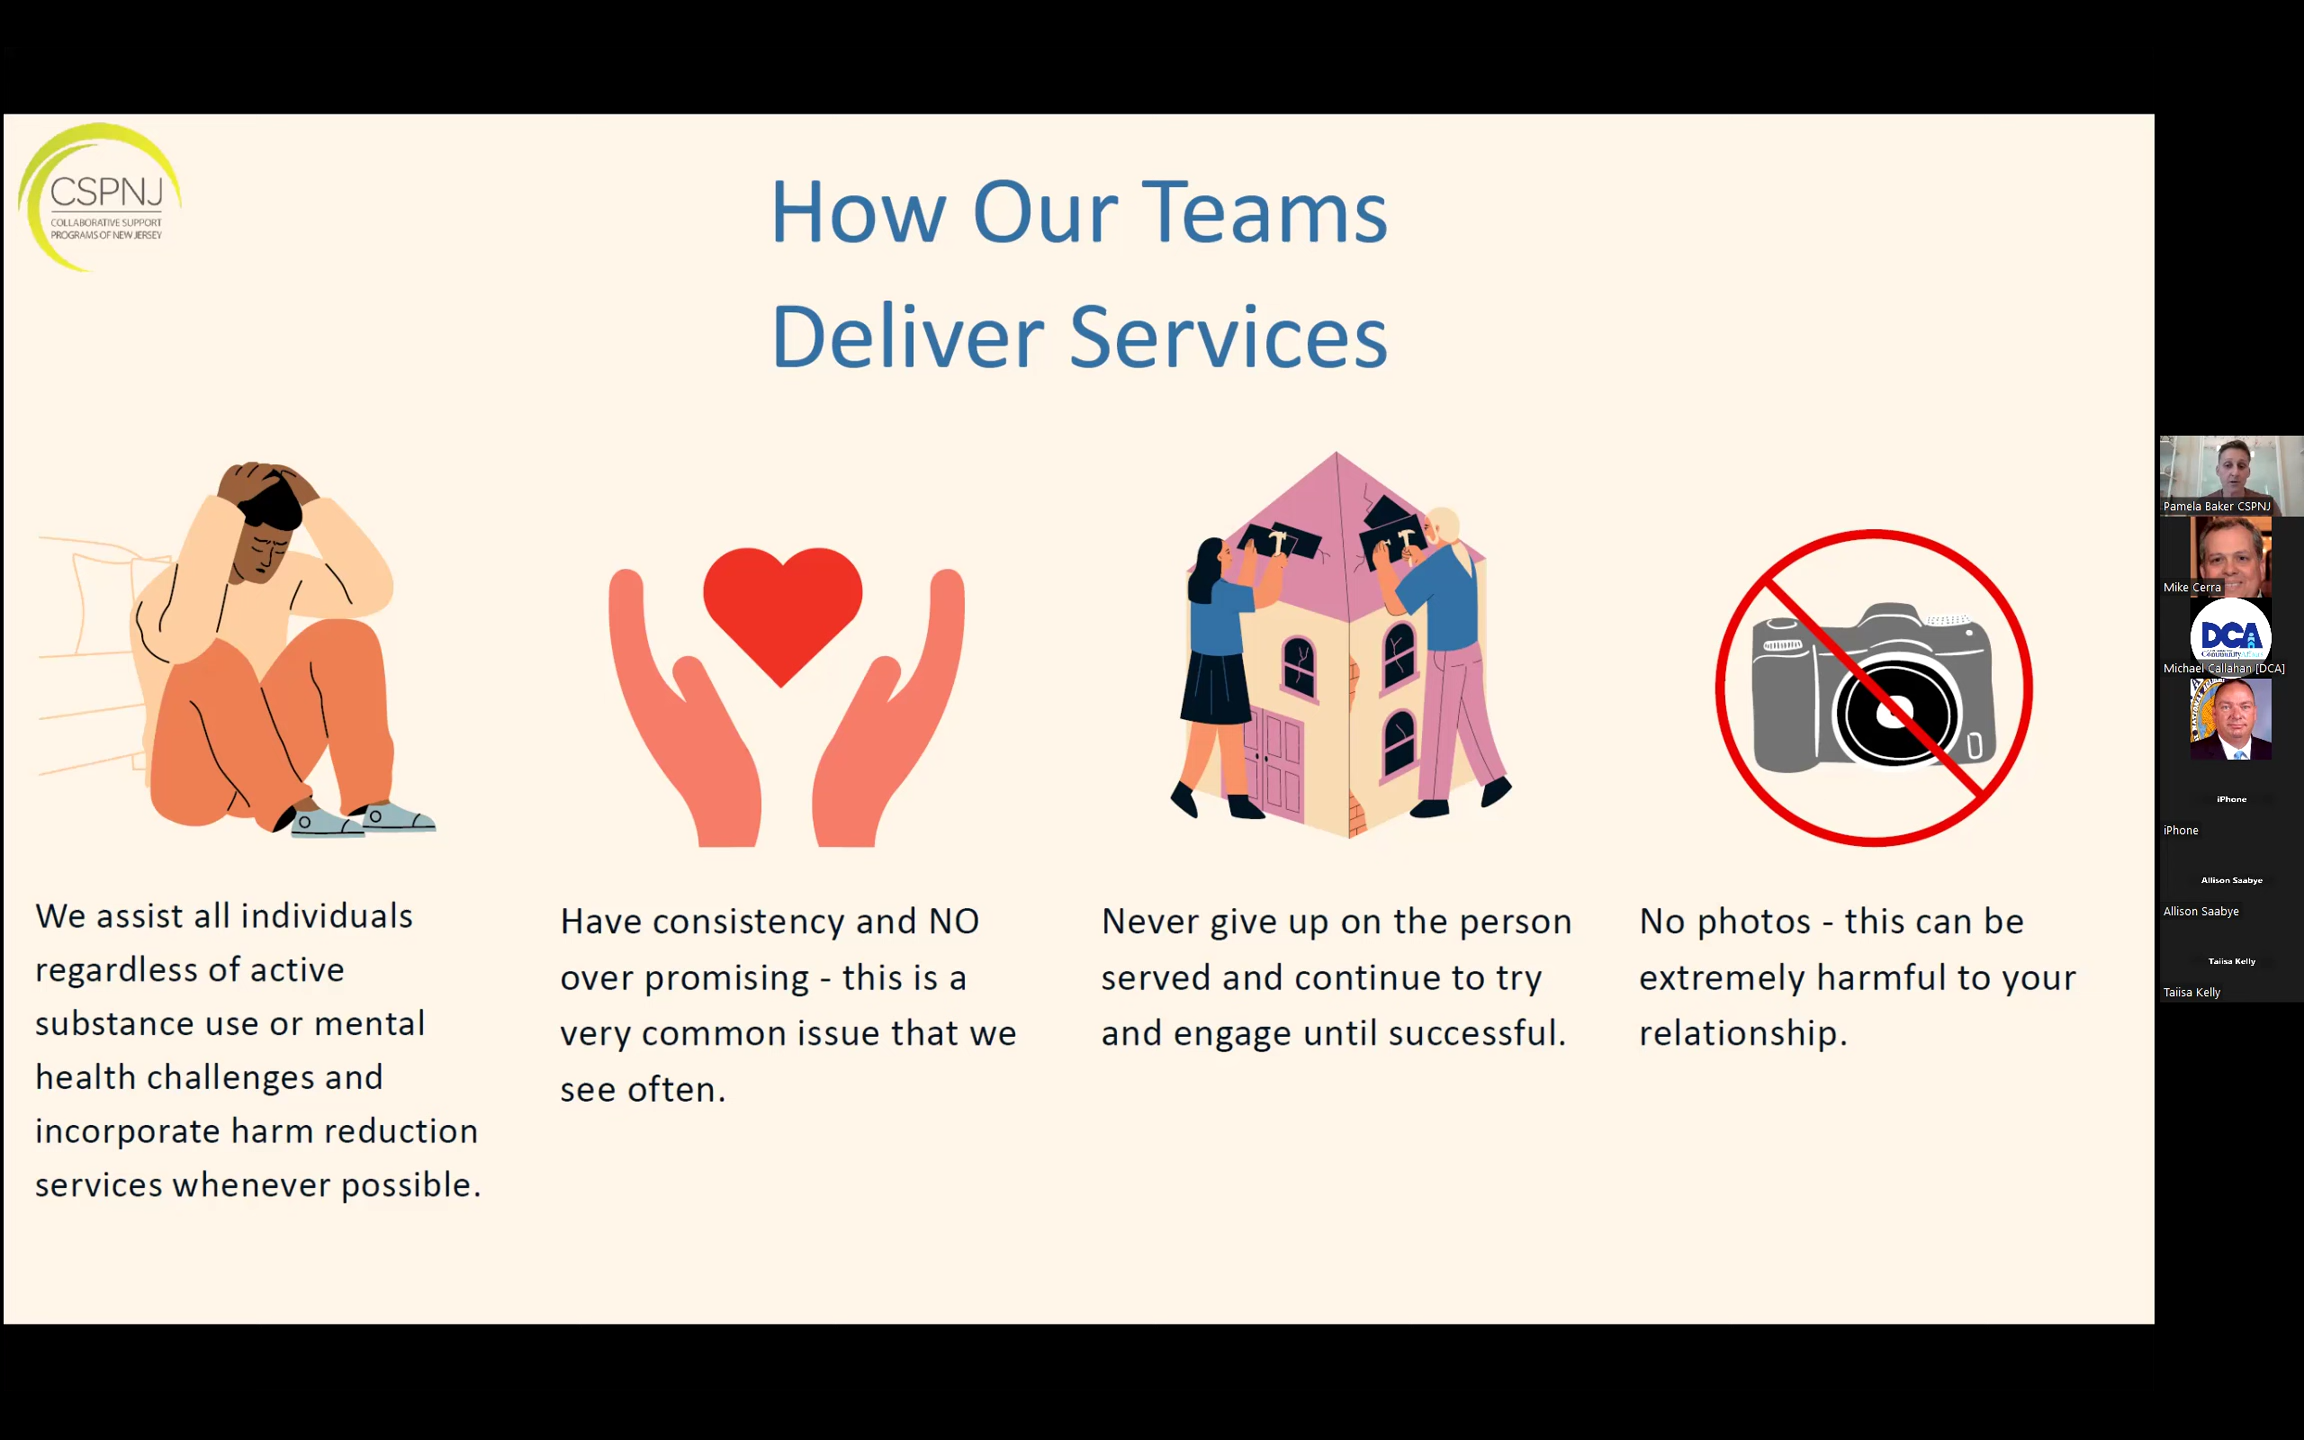 CSPNJ
COLLABORATIVE SUPPORT
PROGRAMS OF NEW JERSEY
How Our Teams
Deliver Services
We assist all individuals
regardless of active
substance use or mental
health challenges and
incorporate harm reduction
services whenever possible.
Have consistency and NO
over promising - this is a
very common issue that we
see often.
Never give up on the person
served and continue to try
and engage until successful.
No photos - this can be
extremely harmful to your
relationship.
Pamela Baker CSPNJ
Mike Cerra
DCA
Michael Callahan [DCA]
iPhone
iPhone
Allison Saabye
Allison Saabye
Taiisa Kelly
Taiisa Kelly